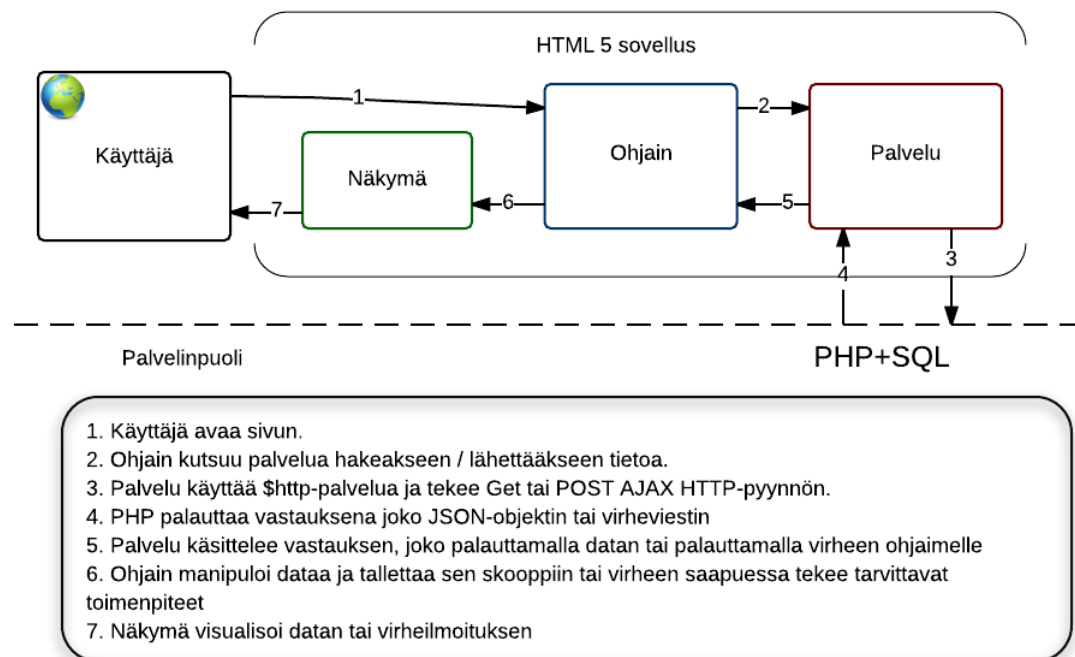 HTML 5 sovellus
1
2
Käyttäjä
Näkymä
Ohjain
Palvelu
7
6
5
4
3
Palvelinpuoli
PHP+SQL
1. Käyttäjä avaa sivun.
2. Ohjain kutsuu palvelua hakeakseen / lähettääkseen tietoa.
3. Palvelu käyttää $http-palvelua ja tekee Get tai POST AJAX HTTP-pyynnön.
4. PHP palauttaa vastauksena joko JSON-objektin tai virheviestin
5. Palvelu käsittelee vastauksen, joko palauttamalla datan tai palauttamalla virheen ohjaimelle
6. Ohjain manipuloi dataa ja tallettaa sen skooppiin tai virheen saapuessa tekee tarvittavat
toimenpiteet
7. Näkymä visualisoi datan tai virheilmoituksen